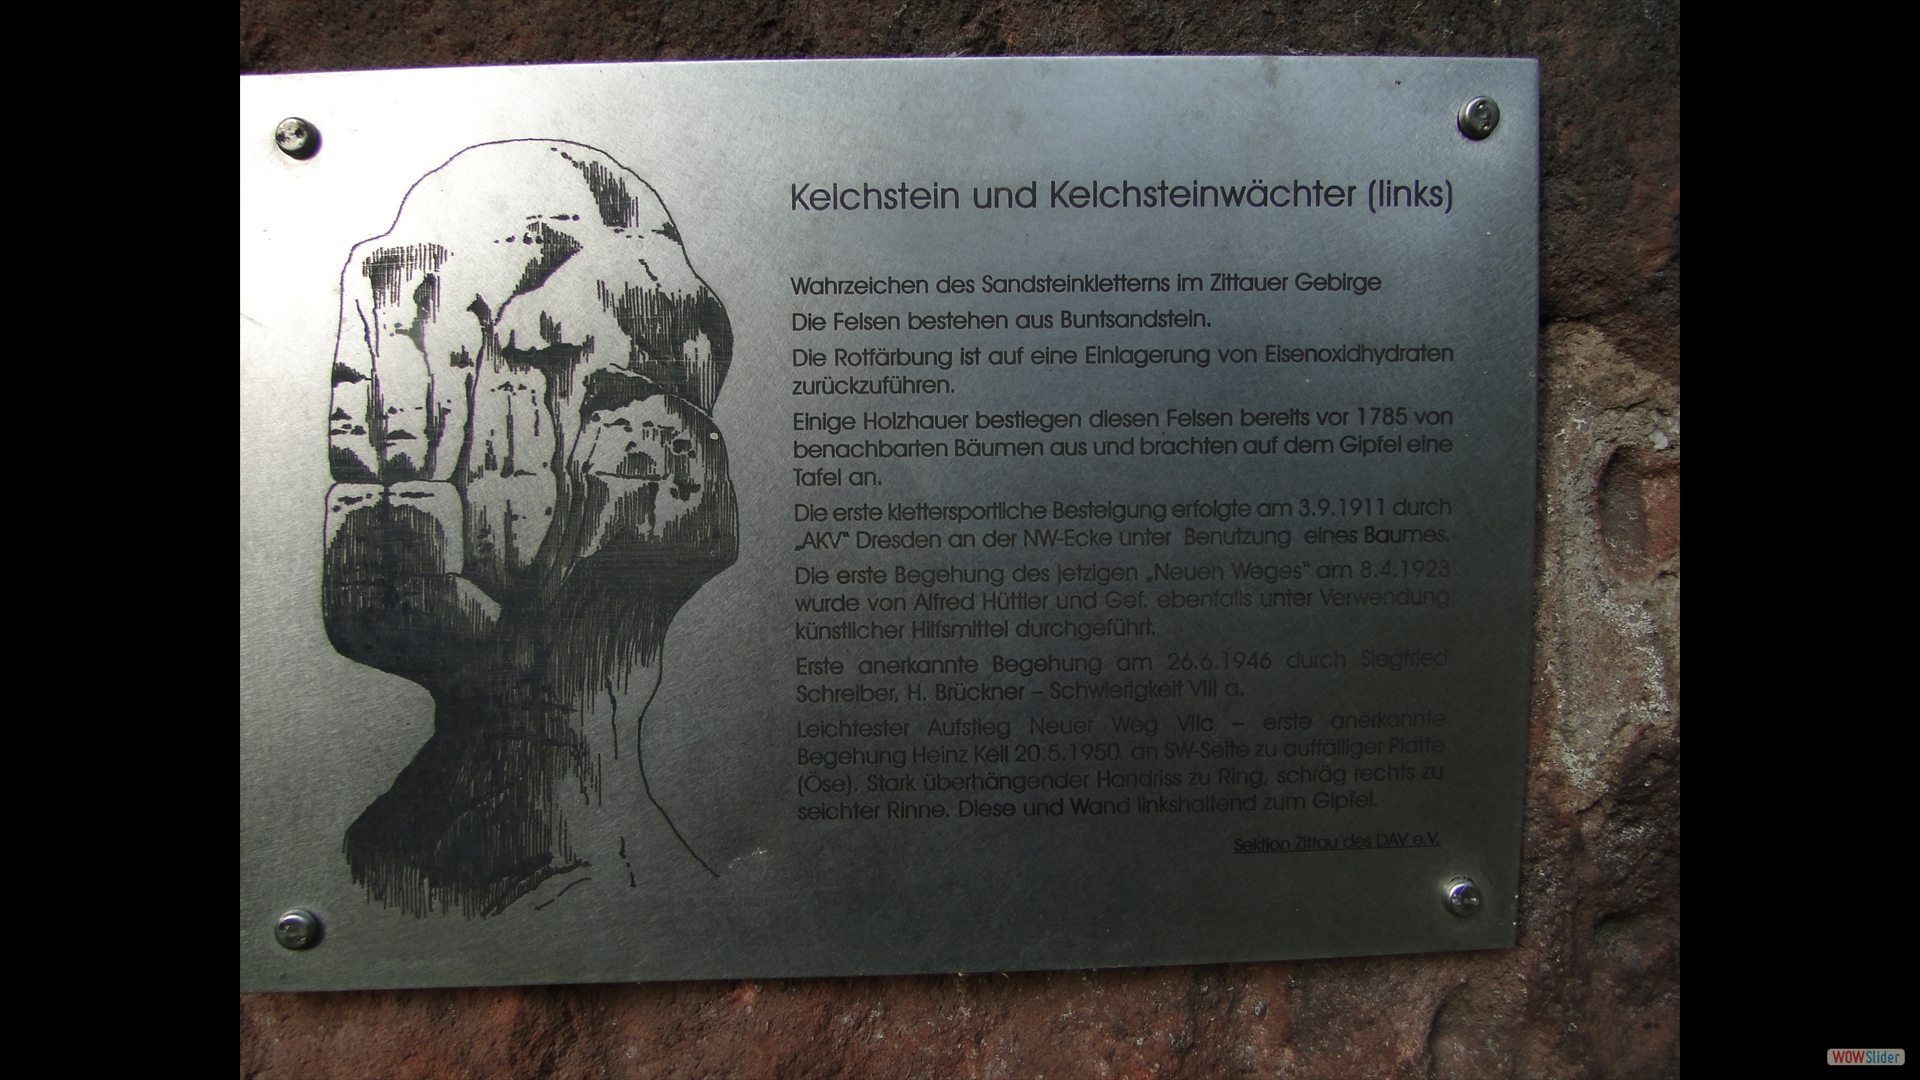 Kelchstein und Kelchsteinwächter (links)
Wahrzeichen des Sandsteinkletterns im Zittauer Gebirge
Die Felsen bestehen aus Buntsandstein.
Die Rotfärbung ist auf eine Einlagerung von Eisenoxidhydraten
zurückzuführen.
Einige Holzhauer bestiegen diesen Felsen bereits vor 1785 von
benachbarten Bäumen aus und brachten auf dem Gipfel eine
Tafel an.
Die erste klettersportliche Besteigung erfolgte am 3.9.1911 durch
„AKV“ Dresden an der NW-Ecke unter Benutzung eines Baumes.
Die erste Begehung des jetzigen „Neuen Weges“ am 8.4.1923
wurde von Alfred Hüttler und Gef. ebenfalls unter Verwendung
künstlicher Hilfsmittel durchgeführt.
Erste anerkannte Begehung am 26.6.1946 durch Siegfried
Schreiber, H. Brückner – Schwierigkeit VIII a.
Leichtester Aufstieg Neuer Weg VIIc – erste anerkannte
Begehung Heinz Keil 20.5.1950 an SW-Seite zu auffälliger Platte
(Öse). Stark überhängender Handriss zu Ring, schräg rechts zu
seichter Rinne. Diese und Wand linkshaltend zum Gipfel.
Sektion Zittau des DAV e.V.
WOWSlider